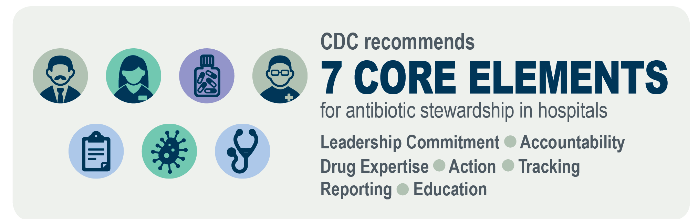 CDC recommends
7 CORE ELEMENTS
for antibiotic stewardship in hospitals
Leadership Commitment ● Accountability
Drug Expertise ● Action ● Tracking
Reporting ● Education